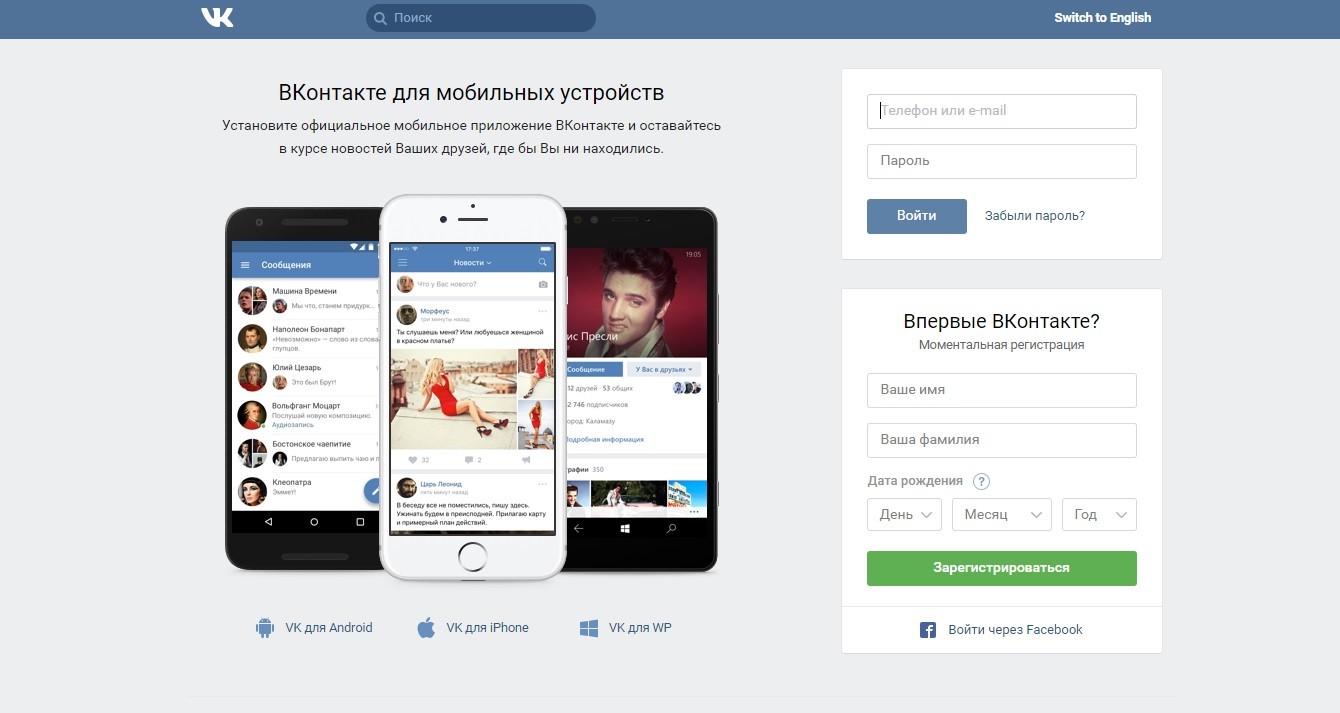 VK
Поиск
Switch to English
ВКонтакте для мобильных устройств
Установите официальное мобильное приложение ВКонтакте и оставайтесь
в курсе новостей Ваших друзей, где бы Вы ни находились.
Сообщения
Машина Времени
Мы что, станем придурк...
Наполеон Бонапарт
«Невозможно» — слово из слова
глупцов.
Юлий Цезарь
Это был Брут!
Вольфганг Моцарт
Послушай новую композицию.
Аудиозапись
Бостонское чаепитие
Предлагаю выпить чаю и п
Клеопатра
Эммет!
17:37
Новости
Что у Вас нового?
Морфеус
три минуты назад
Ты слушаешь меня? Или любуешься женщиной
в красном платье?
32
2
Царь Леонид
пять минут назад
В беседу все не поместились, пишу здесь.
Ужинать будем в преисподней. Прилагаю карту
и примерный план действий.
19:05
ис Пресли
Сообщение
У Вас в друзьях
12 друзей · 53 общих
2 746 подписчиков
ород: Каламазу
одробная информация
рафии 350
VK для Android
VK для iPhone
VK для WP
Телефон или e-mail
Пароль
Войти
Забыли пароль?
Впервые ВКонтакте?
Моментальная регистрация
Ваше имя
Ваша фамилия
Дата рождения ?
День
Месяц
Год
Зарегистрироваться
Войти через Facebook